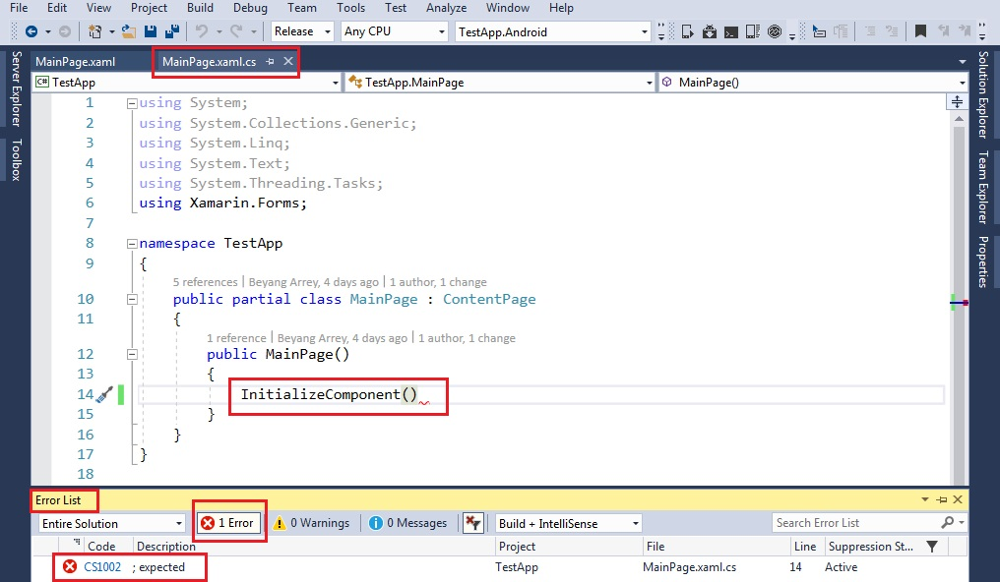 File Edit View Project Build Debug Team Tools Test Analyze Window Help
Release Any CPU TestApp.Android
MainPage.xaml MainPage.xaml.cs
C# TestApp TestApp.MainPage MainPage()
Server Explorer
Toolbox
Solution Explorer
Team Explorer
Properties
1 using System;
2 using System.Collections.Generic;
3 using System.Linq;
4 using System.Text;
5 using System.Threading.Tasks;
6 using Xamarin.Forms;
7
8 namespace TestApp
9 {
5 references | Beyang Arrey, 4 days ago | 1 author, 1 change
10 public partial class MainPage : ContentPage
11 {
1 reference | Beyang Arrey, 4 days ago | 1 author, 1 change
12 public MainPage()
13 {
14 InitializeComponent()
15 }
16 }
17 }
18
Error List
Entire Solution 1 Error 0 Warnings 0 Messages Build + IntelliSense Search Error List
Code Description Project File Line Suppression St...
CS1002 ; expected TestApp MainPage.xaml.cs 14 Active